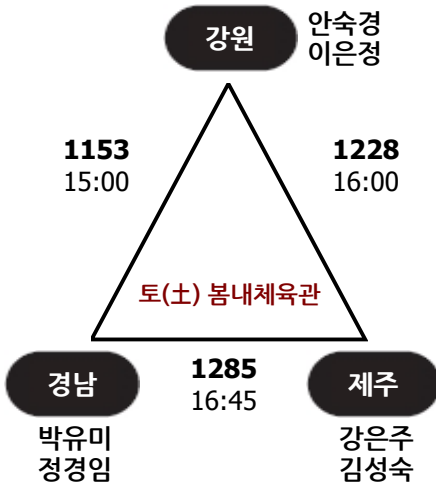 강원
안숙경
이은정
1153
15:00
1228
16:00
토(土) 봄내체육관
1285
16:45
경남
박유미
정경임
제주
강은주
김성숙